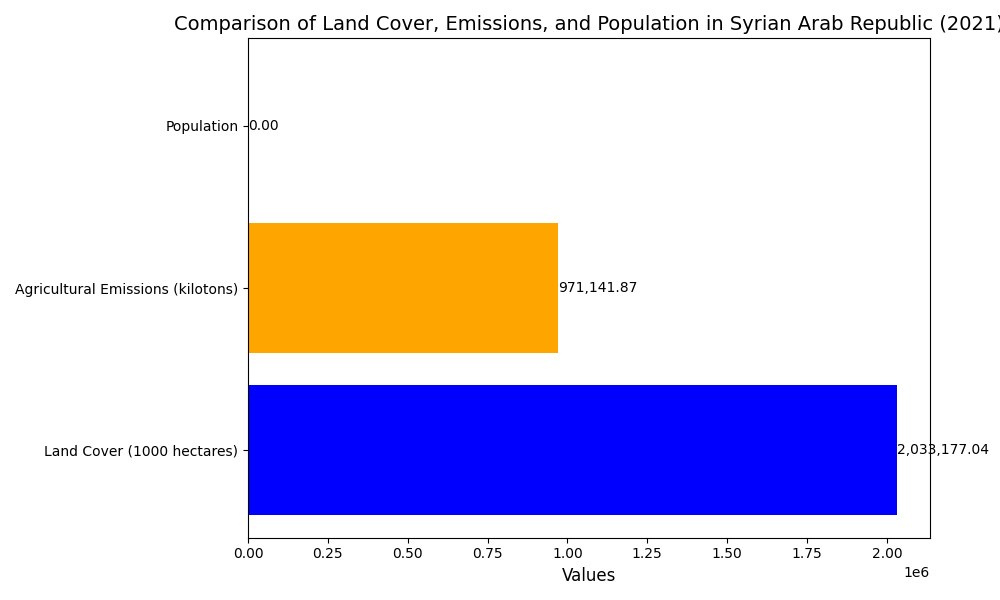 Comparison of Land Cover, Emissions, and Population in Syrian Arab Republic (2021)
Population
0.00
Agricultural Emissions (kilotons)
971,141.87
Land Cover (1000 hectares)
2,033,177.04
0.00 0.25 0.50 0.75 1.00 1.25 1.50 1.75 2.00
1e6
Values